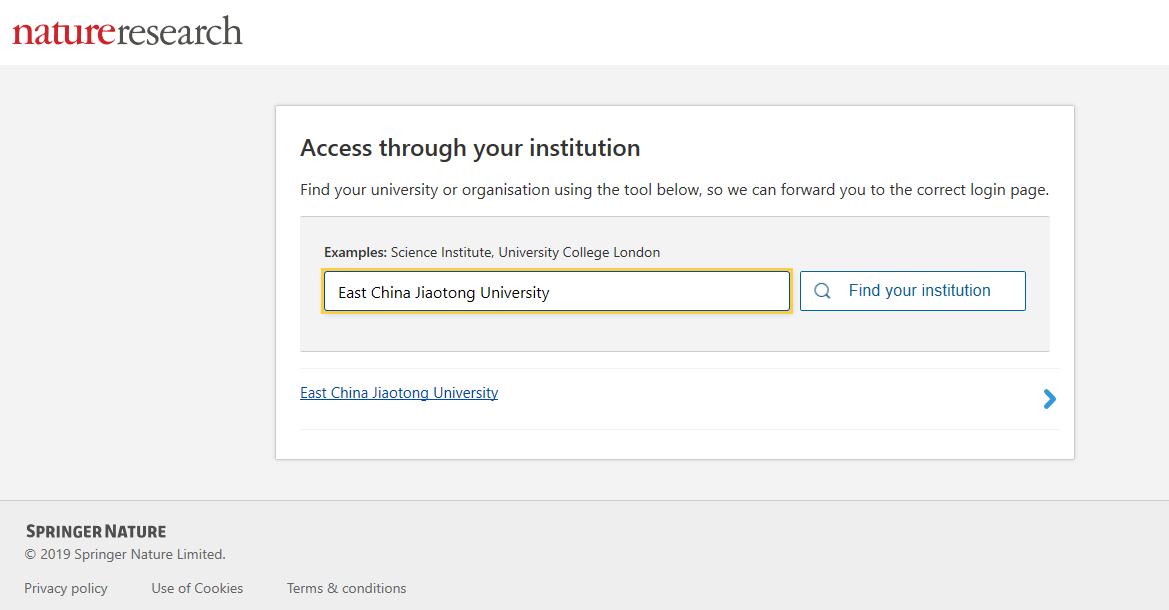 natureresearch
Access through your institution
Find your university or organisation using the tool below, so we can forward you to the correct login page.
Examples: Science Institute, University College London
East China Jiaotong University
Find your institution
East China Jiaotong University
SPRINGER NATURE
© 2019 Springer Nature Limited.
Privacy policy Use of Cookies Terms & conditions